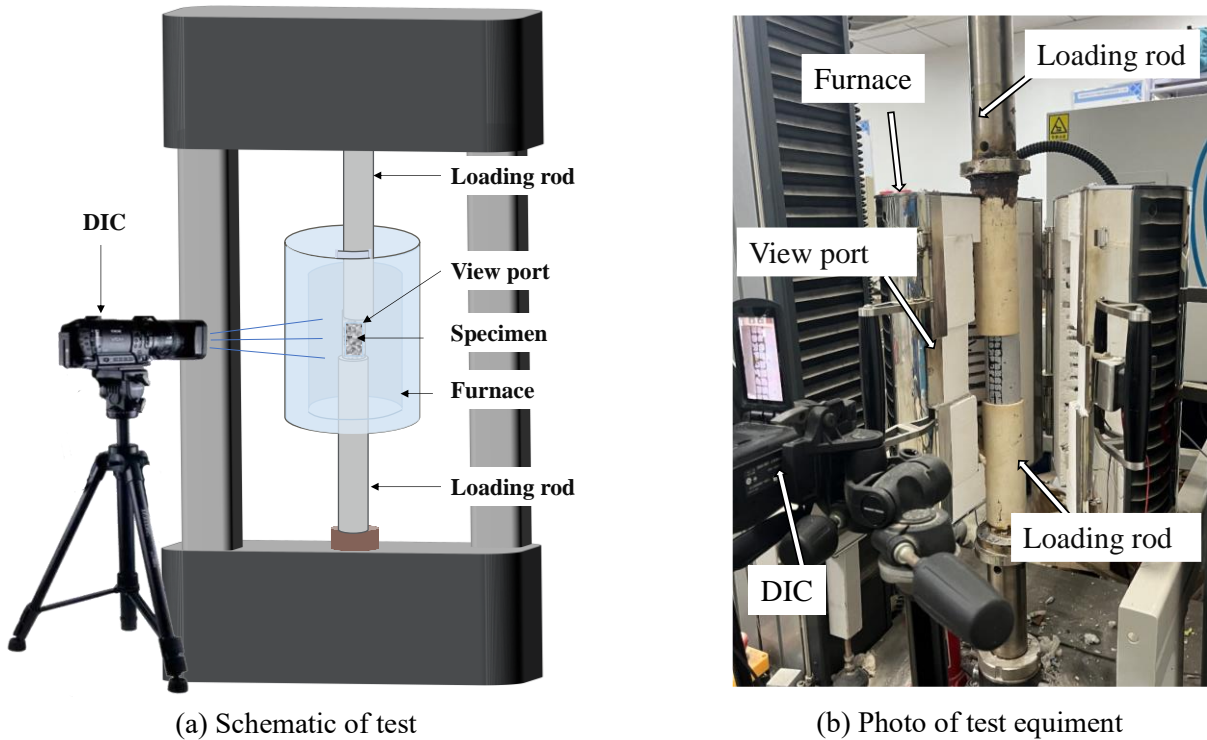 Loading rod
DIC
View port
Specimen
Furnace
Loading rod
(a) Schematic of test
Loading rod
Furnace
View port
Loading rod
DIC
(b) Photo of test equiment